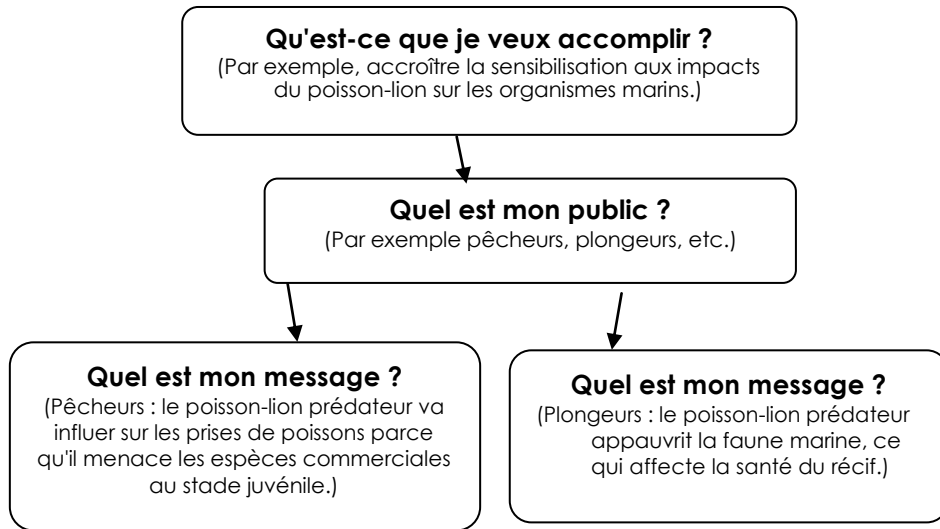 Qu'est-ce que je veux accomplir ?
(Par exemple, accroître la sensibilisation aux impacts
du poisson-lion sur les organismes marins.)
Quel est mon public ?
(Par exemple pêcheurs, plongeurs, etc.)
Quel est mon message ?
(Pêcheurs : le poisson-lion prédateur va
influer sur les prises de poissons parce
qu'il menace les espèces commerciales
au stade juvénile.)
Quel est mon message ?
(Plongeurs : le poisson-lion prédateur
appauvrit la faune marine, ce
qui affecte la santé du récif.)